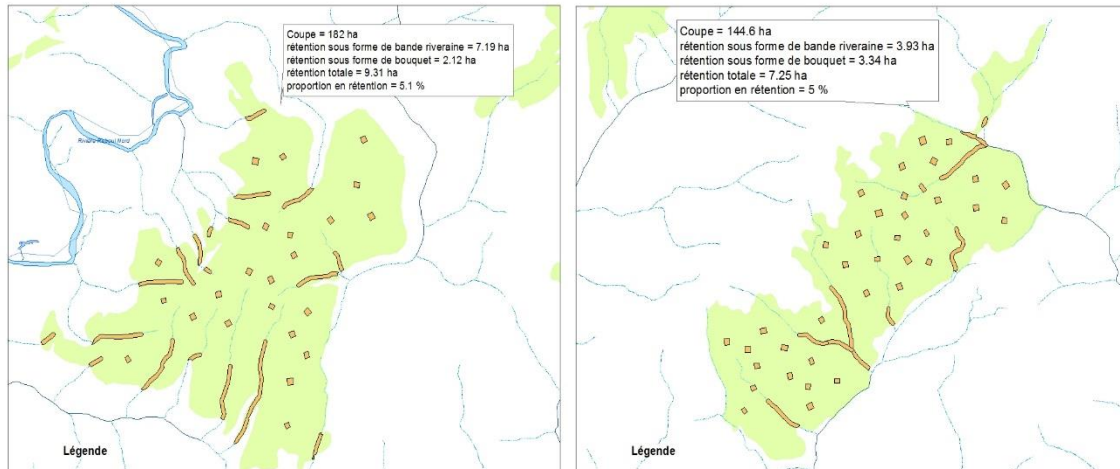 Coupe = 182 ha
rétention sous forme de bande riveraine = 7.19 ha
rétention sous forme de bouquet = 2.12 ha
rétention totale = 9.31 ha
proportion en rétention = 5.1 %
Légende
Coupe = 144.6 ha
rétention sous forme de bande riveraine = 3.93 ha
rétention sous forme de bouquet = 3.34 ha
rétention totale = 7.25 ha
proportion en rétention = 5 %
Légende